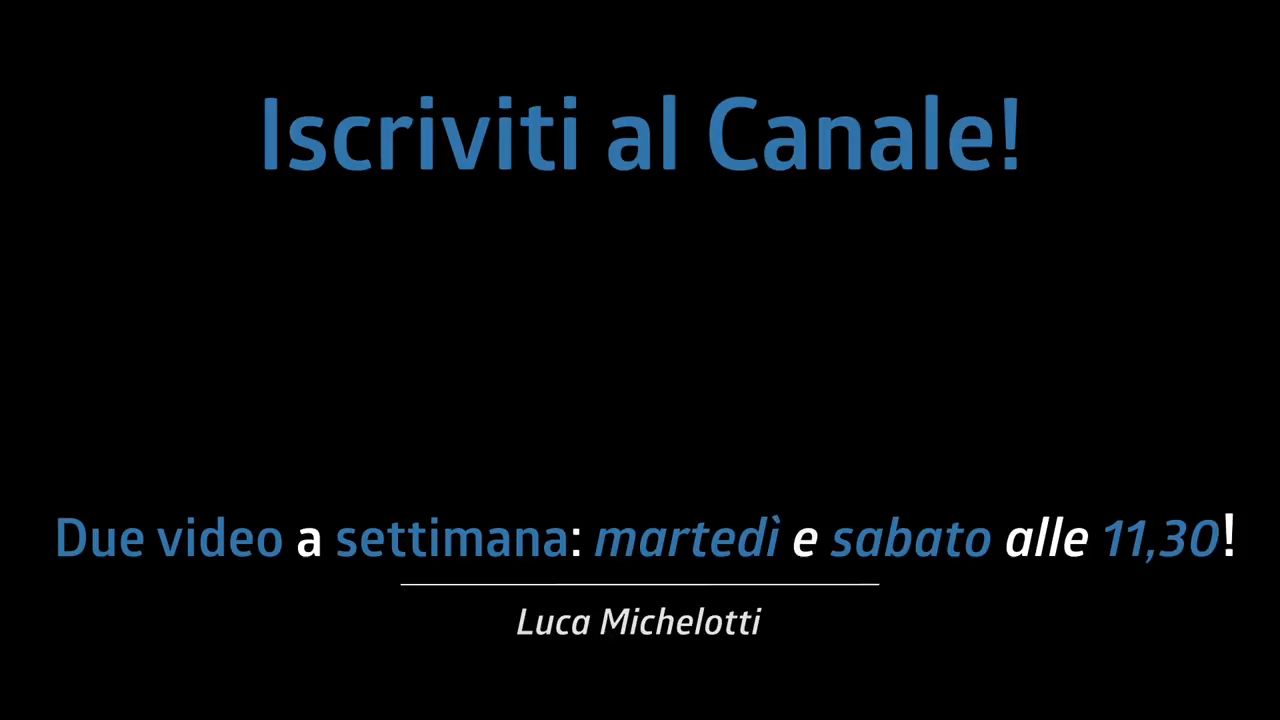 Iscriviti al Canale!
Due video a settimana: martedì e sabato alle 11,30!
Luca Michelotti